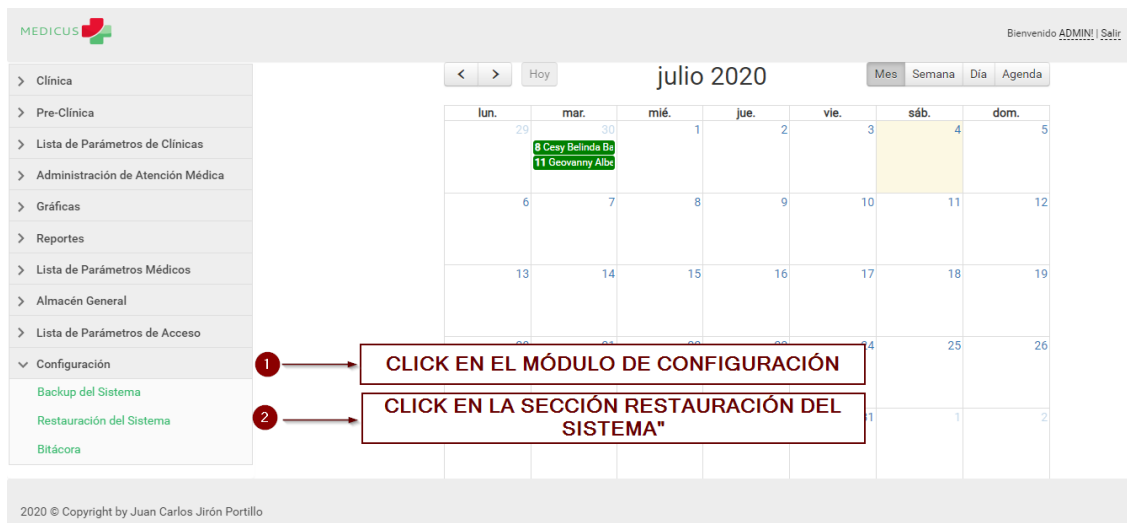 MEDICUS
Bienvenido ADMIN! | Salir
Clínica
Pre-Clínica
Lista de Parámetros de Clínicas
Administración de Atención Médica
Gráficas
Reportes
Lista de Parámetros Médicos
Almacén General
Lista de Parámetros de Acceso
Configuración
Backup del Sistema
Restauración del Sistema
Bitácora
Hoy
julio 2020
Mes Semana Día Agenda
lun. mar. mié. jue. vie. sáb. dom.
29 30 1 2 3 4 5
8 Cesy Belinda Ba
11 Geovanny Albe
6 7 8 9 10 11 12
13 14 15 16 17 18 19
25 26
1 CLICK EN EL MÓDULO DE CONFIGURACIÓN
2 CLICK EN LA SECCIÓN RESTAURACIÓN DEL
SISTEMA"
1 2
2020 © Copyright by Juan Carlos Jirón Portillo